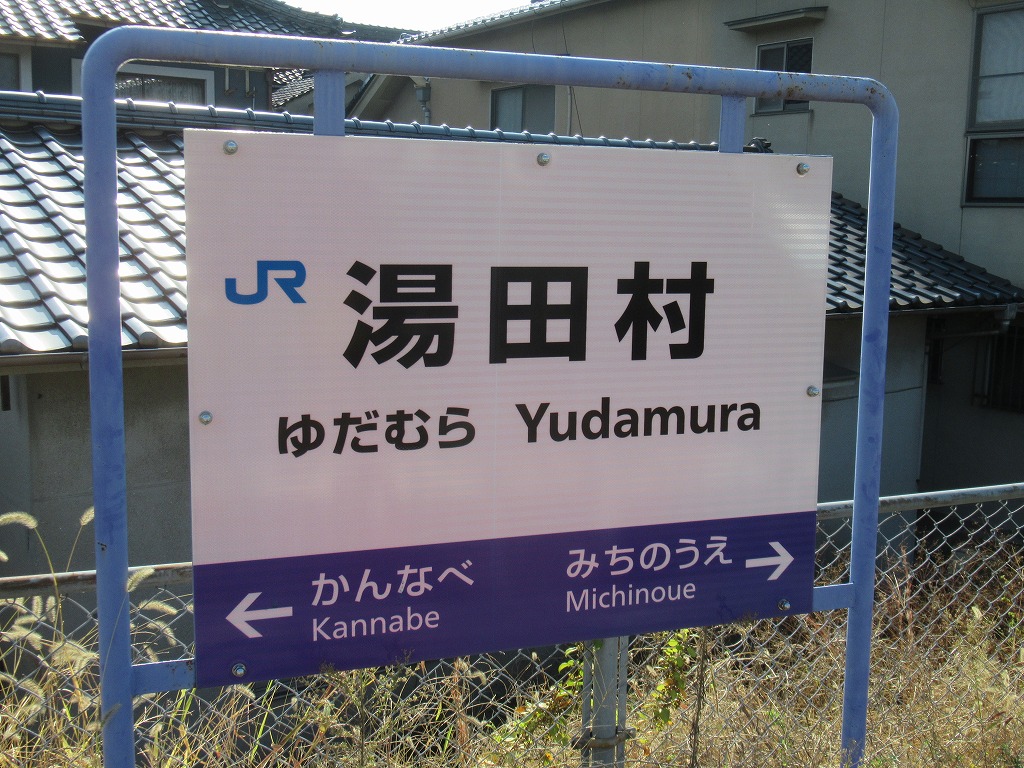 JR 湯田村
ゆだむら Yudamura
← かんなべ
Kannabe
みちのうえ →
Michinoue